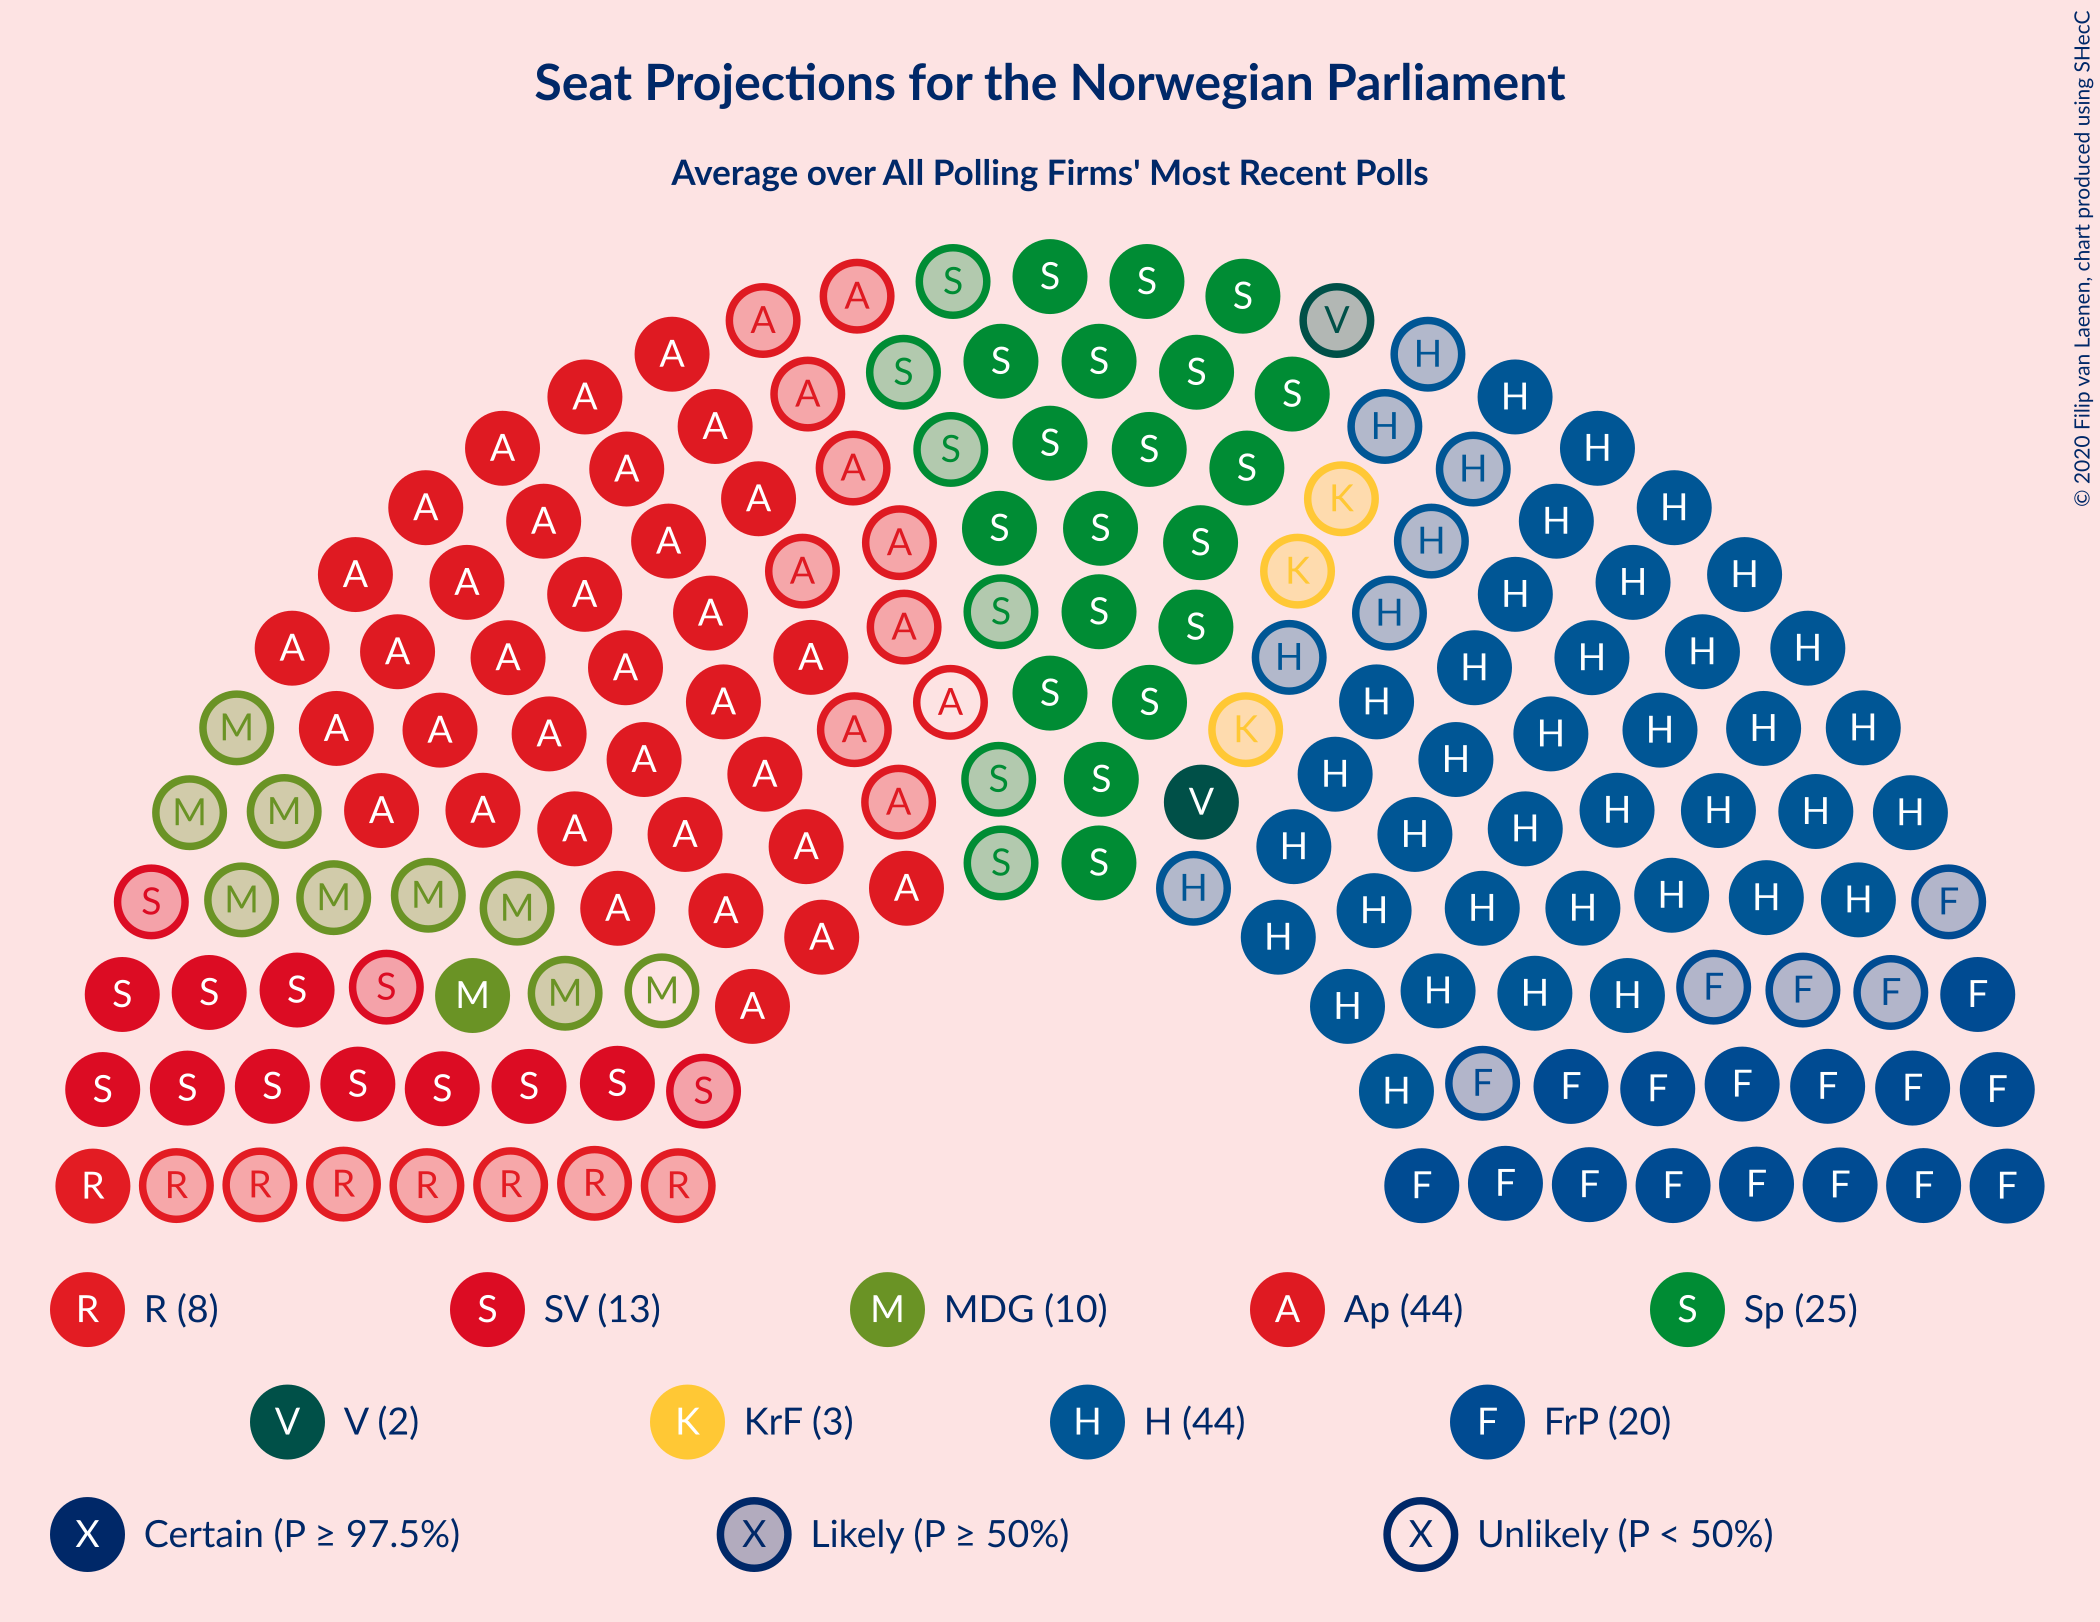 Seat Projections for the Norwegian Parliament
Average over All Polling Firms' Most Recent Polls
© 2020 Filip van Laenen, chart produced using SHecC
S S S S
A V
A H
A S S S S S H
A A H
A A S S S S H H
A A A K H
A A A S S S H H
A A A A K H H
A A A S S S H H H
A A A A H H H
A A A A A S S H H H H
M A A A A A K H H H H H
M M A A A A A A S S V H H H H H H H
S M M M M A A A A S S H H H H H H H H F
S S S S M M M A A H H H H F F F F
S S S S S S S S H F F F F F F F
R R R R R R R R F F F F F F F F
R R (8) S SV (13) M MDG (10) A Ap (44) S Sp (25)
V V (2) K KrF (3) H H (44) F FrP (20)
X Certain (P ≥ 97.5%) X Likely (P ≥ 50%) X Unlikely (P < 50%)